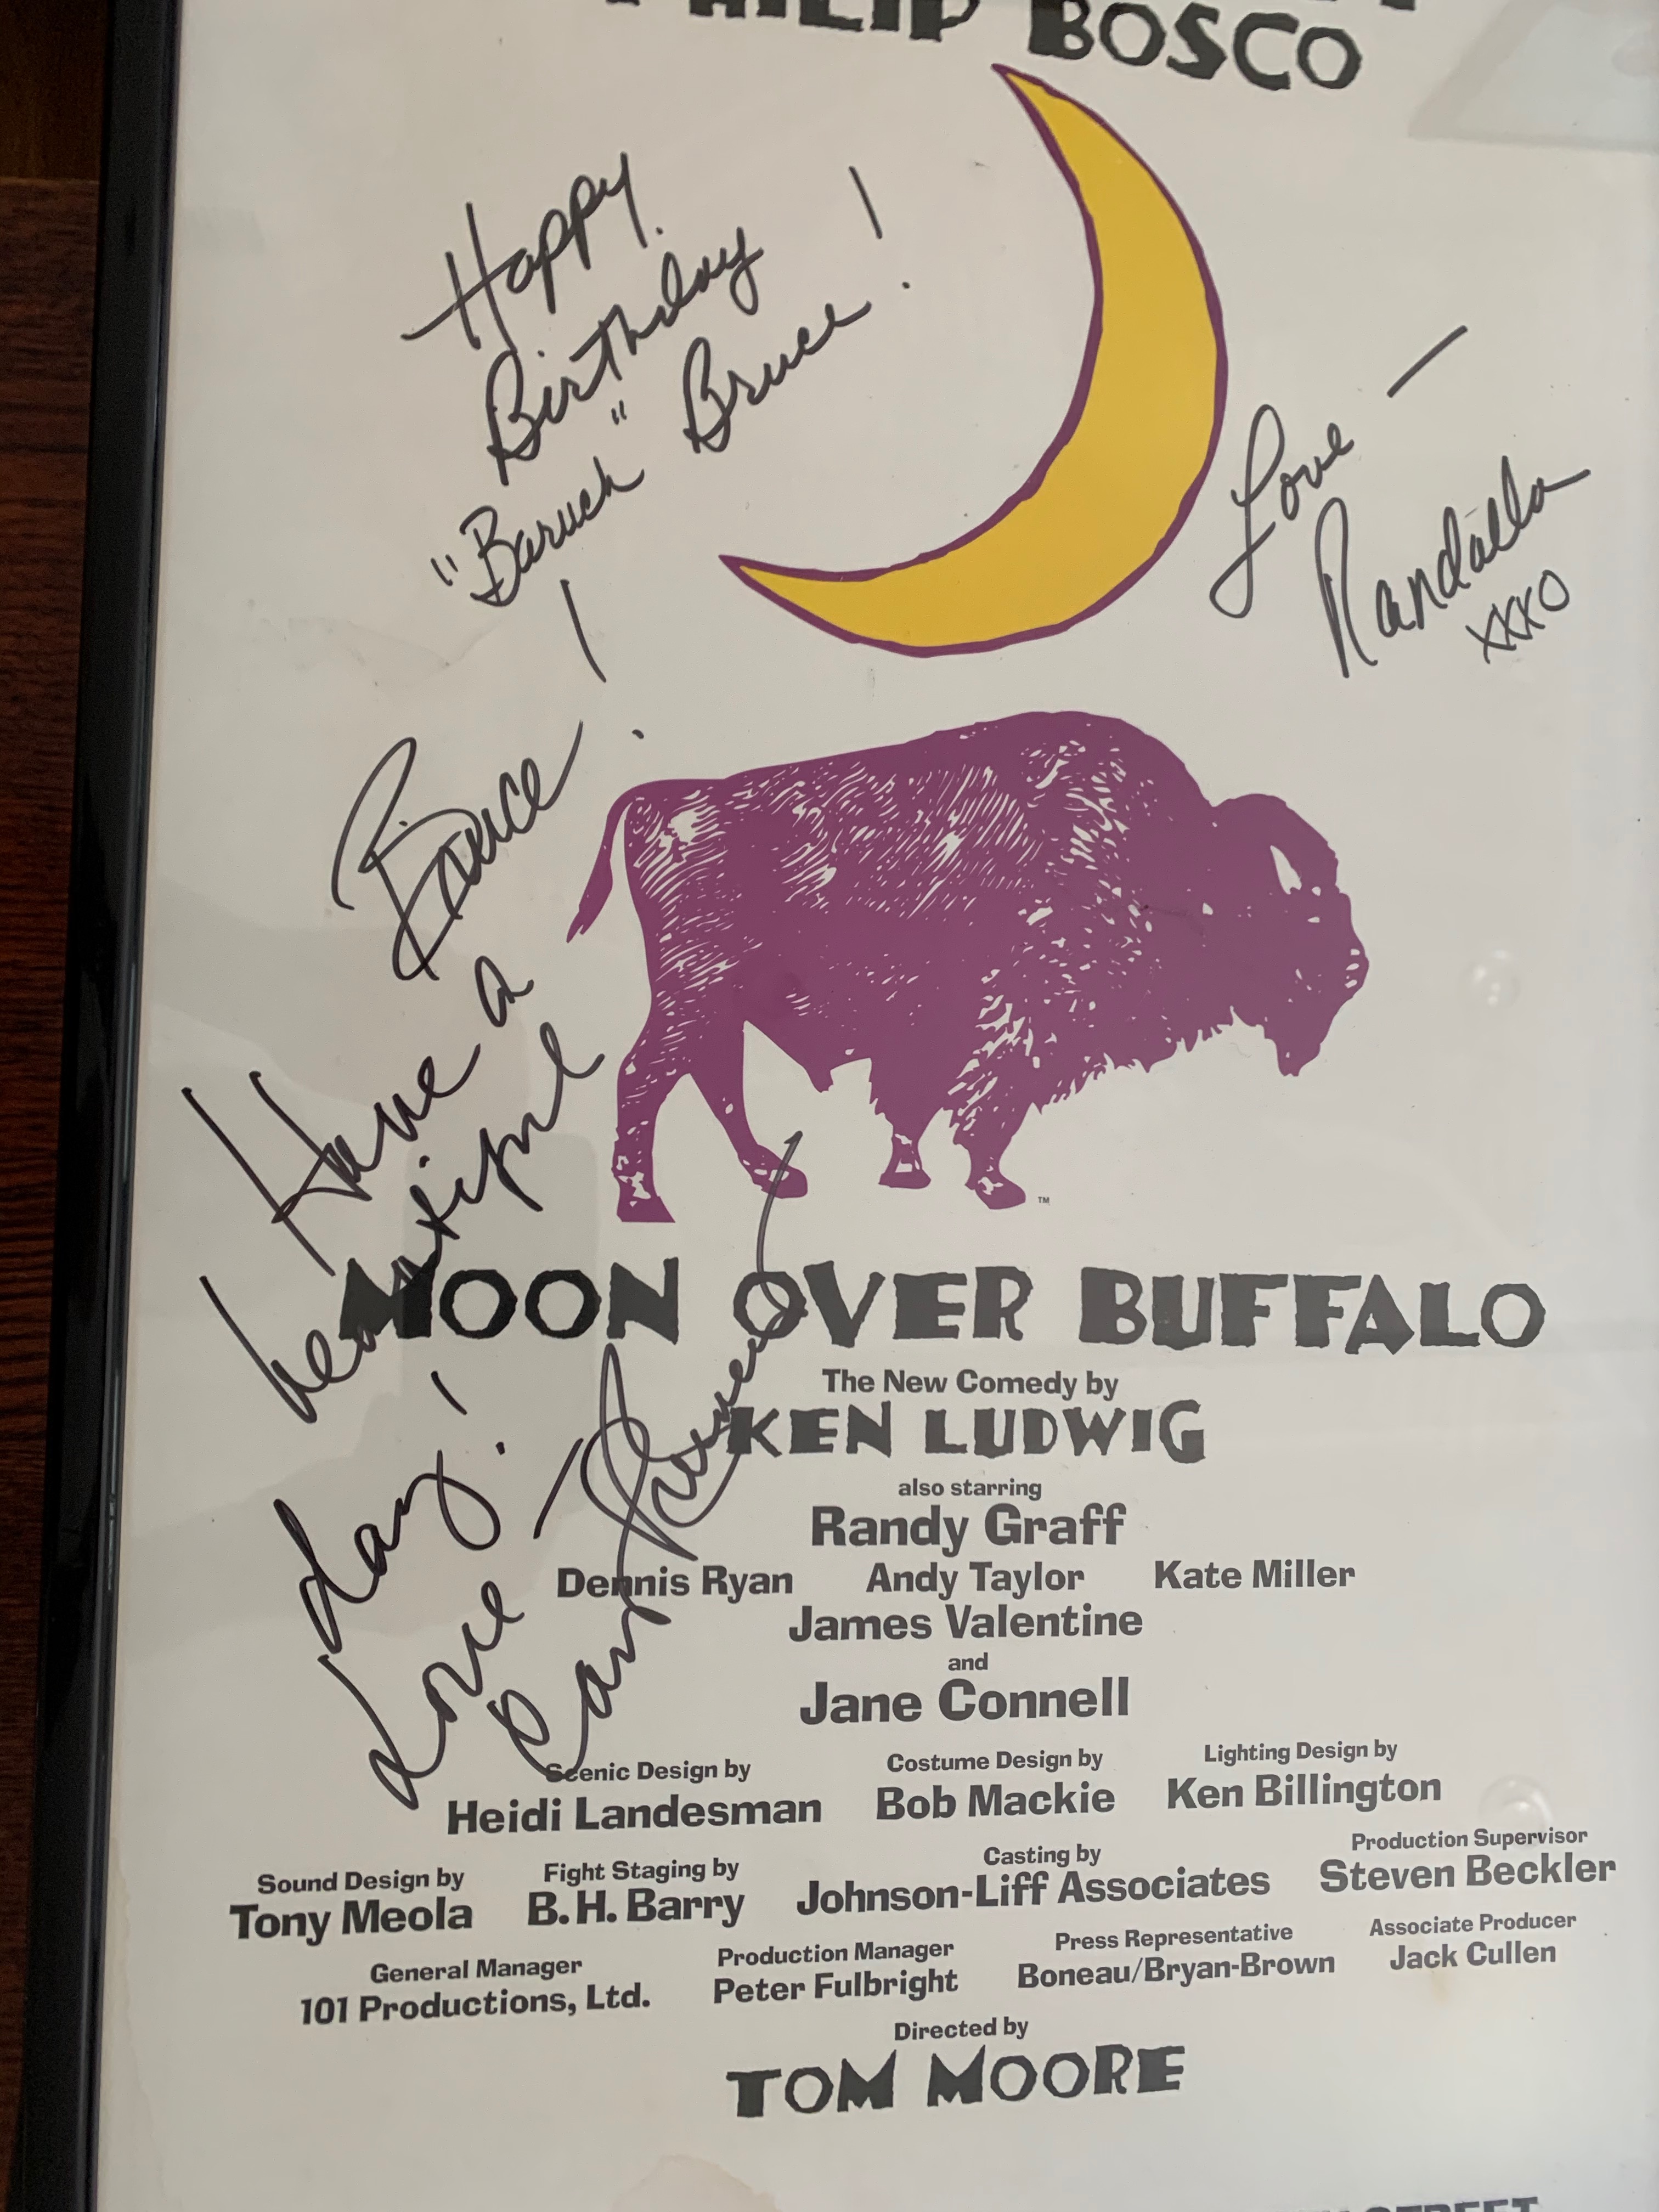 PHILIP BOSCO
Happy
Birthday
"Baruch" Bruce!
Love —
Randalla
XXXO
Bruce!
Have a
beautiful
day!
Love —
Carol Burnett
TM
MOON OVER BUFFALO
The New Comedy by
KEN LUDWIG
also starring
Randy Graff
Dennis Ryan Andy Taylor Kate Miller
James Valentine
and
Jane Connell
Scenic Design by Costume Design by Lighting Design by
Heidi Landesman Bob Mackie Ken Billington
Sound Design by Fight Staging by Casting by Production Supervisor
Tony Meola B.H. Barry Johnson-Liff Associates Steven Beckler
General Manager Production Manager Press Representative Associate Producer
101 Productions, Ltd. Peter Fulbright Boneau/Bryan-Brown Jack Cullen
Directed by
TOM MOORE
STREET